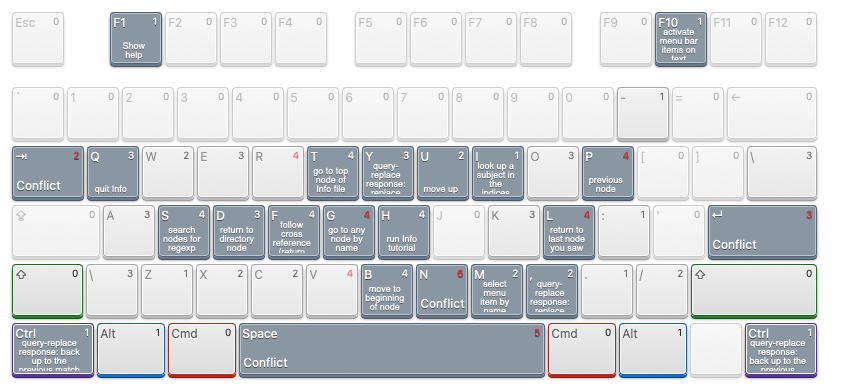 Esc 0
F1 1
Show
help
F2 0
F3 0
F4 0
F5 0
F6 0
F7 0
F8 0
F9 0
F10 1
activate
menu bar
items on
text
F11 0
F12 0
` 0
1 0
2 0
3 0
4 0
5 0
6 0
7 0
8 0
9 0
0 0
- 1
= 0
← 0
⇥ 2
Conflict
Q 3
quit Info
W 2
E 3
R 4
T 4
go to top
node of
Info file
Y 3
query-
replace
response:
replace
U 2
move up
I 1
look up a
subject in
the
indices
O 3
P 4
previous
node
[ 0
] 0
\ 3
⇪ 0
A 3
S 4
search
nodes for
regexp
D 3
return to
directory
node
F 4
follow
cross
reference
(return
G 4
go to any
node by
name
H 4
run Info
tutorial
J 0
K 3
L 4
return to
last node
you saw
: 1
' 0
↵ 3
Conflict
⇧ 0
\ 3
Z 1
X 2
C 2
V 4
B 4
move to
beginning
of node
N 6
Conflict
M 2
select
menu
item by
name
, 2
query-
replace
response:
replace
. 1
/ 2
⇧ 0
Ctrl 1
query-replace
response: back
up to the
previous match
Alt 1
Cmd 0
Space 5
Conflict
Cmd 0
Alt 1
Ctrl 1
query-replace
response:
back up to the
previous